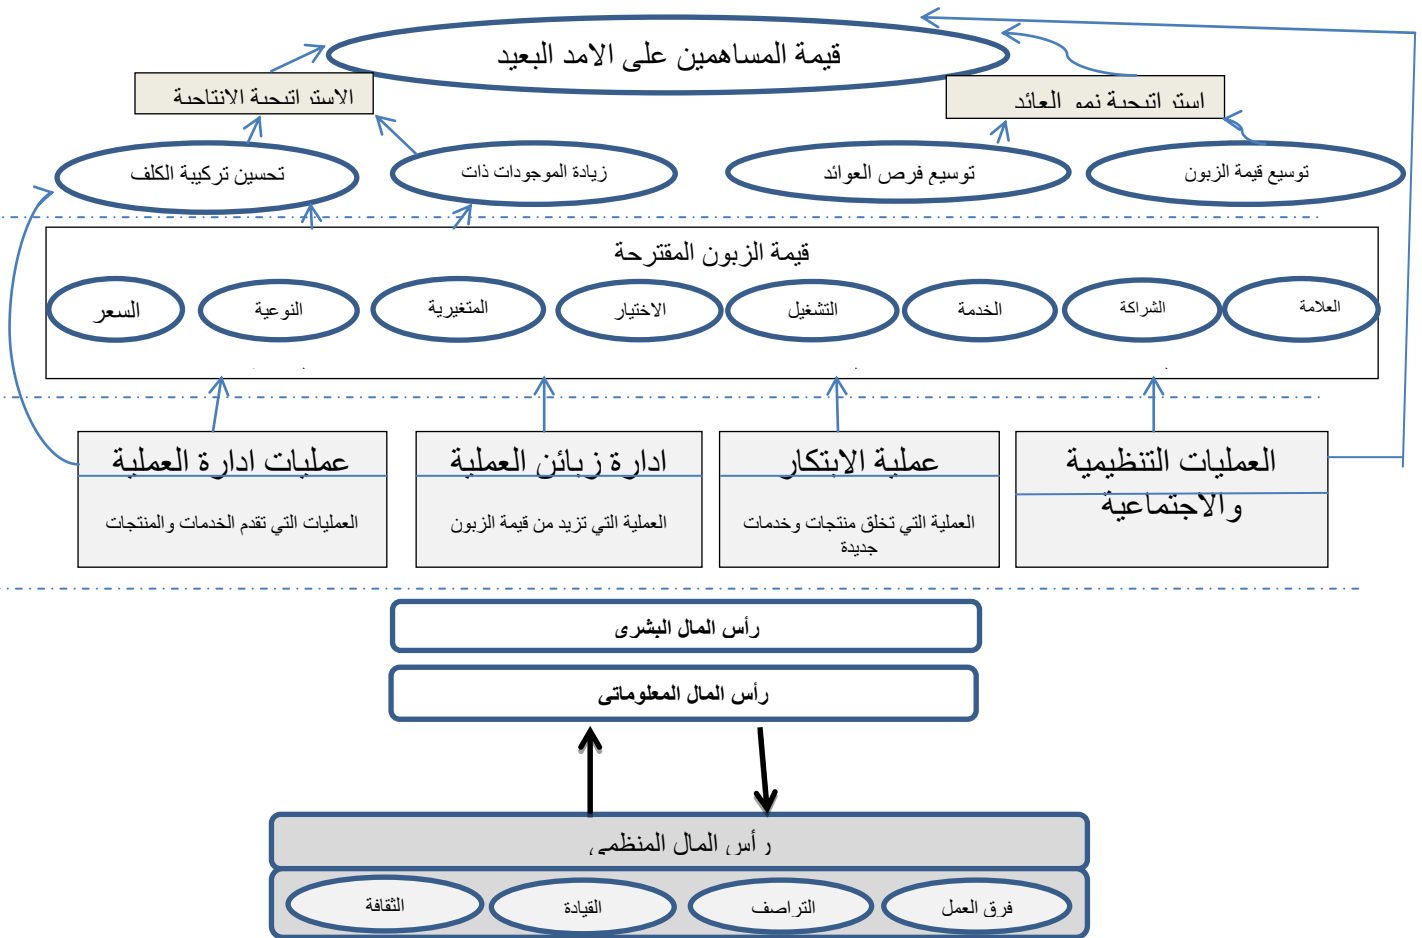 قيمة المساهمين على الامد البعيد
استراتيجية نمو العائد
الاستراتيجية الانتاجية
توسيع قيمة الزبون
توسيع فرص العوائد
زيادة الموجودات ذات
تحسين تركيبة الكلف
قيمة الزبون المقترحة
العلامة
الشراكة
الخدمة
التشغيل
الاختيار
المتغيرية
النوعية
السعر
العمليات التنظيمية
والاجتماعية
عملية الابتكار
العملية التي تخلق منتجات وخدمات
جديدة
ادارة زبائن العملية
العملية التي تزيد من قيمة الزبون
عمليات ادارة العملية
العمليات التي تقدم الخدمات والمنتجات
رأس المال البشري
رأس المال المعلوماتي
رأس المال المنظمي
فرق العمل
التراصف
القيادة
الثقافة